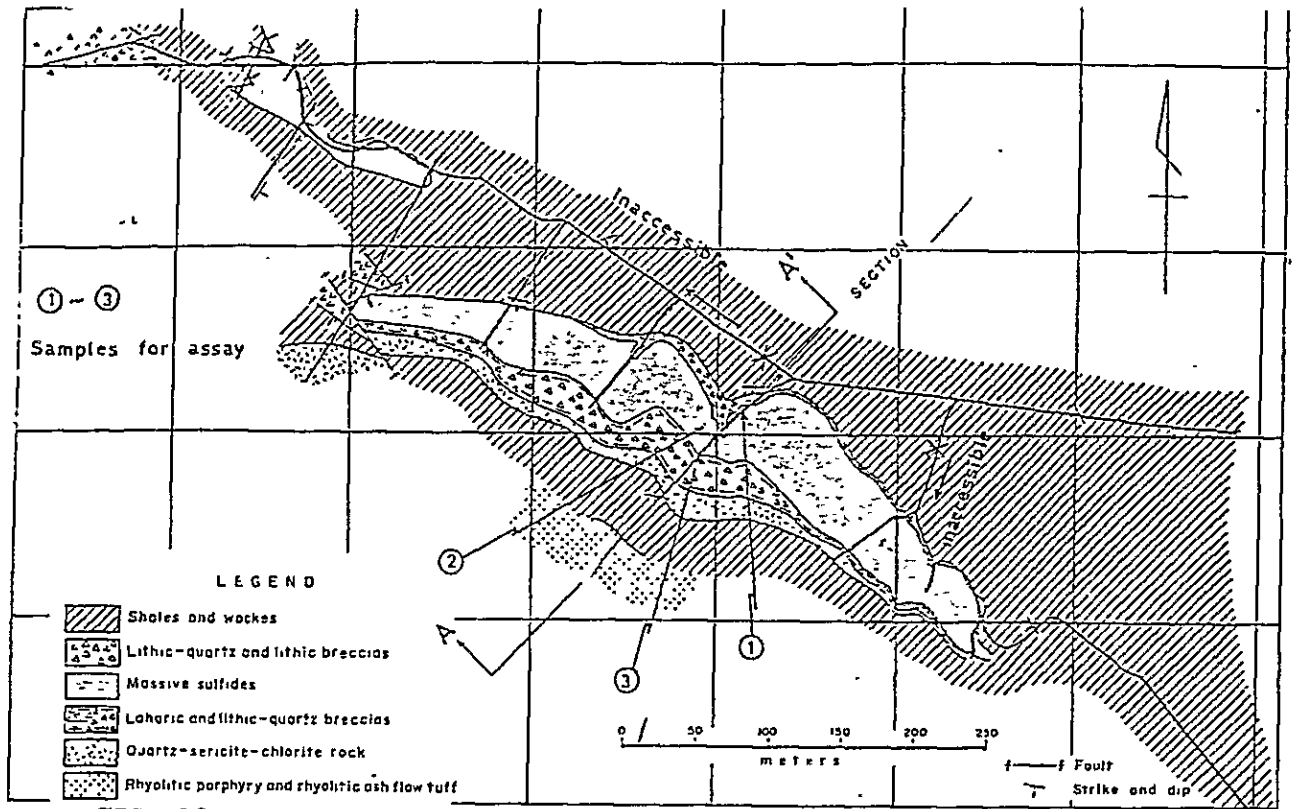 Inaccessible
A'
SECTION
① ~ ③
Samples for assay
Inaccessible
②
LEGEND
A
①
③
Shales and wackes
Lithic-quartz and lithic breccias
Massive sulfides
Laharic and lithic-quartz breccias
Quartz-sericite-chlorite rock
Rhyolitic porphyry and rhyolitic ash flow tuff
0 50 100 150 200 250
meters
f f Fault
Strike and dip